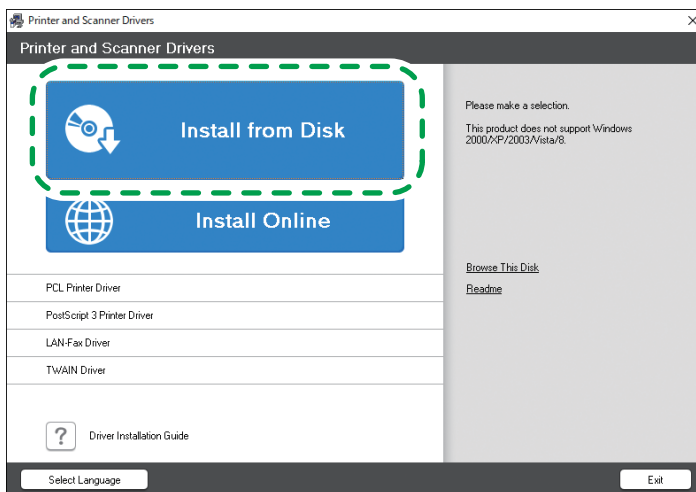 Printer and Scanner Drivers
Printer and Scanner Drivers
Install from Disk
Install Online
PCL Printer Driver
PostScript 3 Printer Driver
LAN-Fax Driver
TWAIN Driver
? Driver Installation Guide
Please make a selection.
This product does not support Windows
2000/XP/2003/Vista/8.
Browse This Disk
Readme
Select Language
Exit